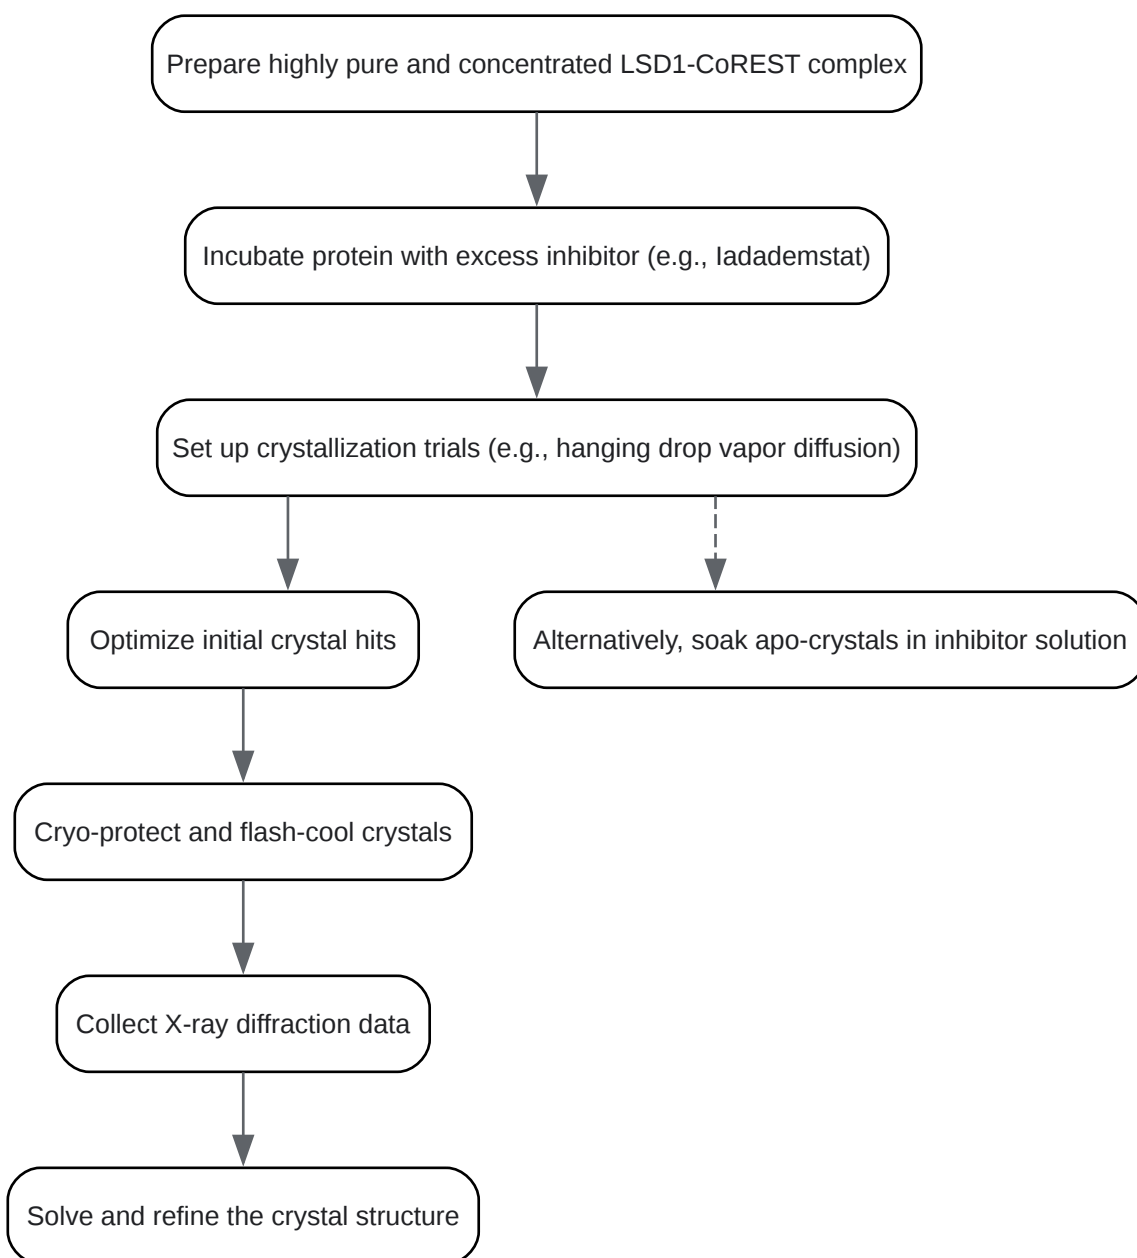 Prepare highly pure and concentrated LSD1-CoREST complex
Incubate protein with excess inhibitor (e.g., Iadademstat)
Set up crystallization trials (e.g., hanging drop vapor diffusion)
Optimize initial crystal hits
Alternatively, soak apo-crystals in inhibitor solution
Cryo-protect and flash-cool crystals
Collect X-ray diffraction data
Solve and refine the crystal structure